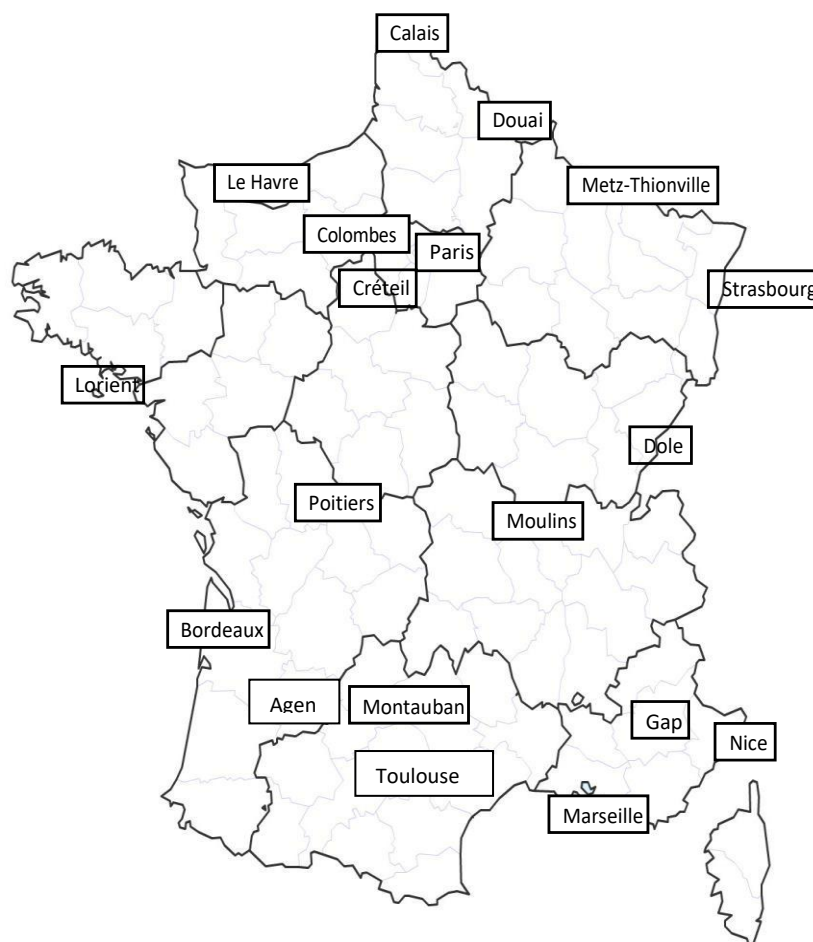 Calais
Douai
Le Havre
Metz-Thionville
Colombes
Paris
Créteil
Strasbourg
Lorient
Dole
Poitiers
Moulins
Bordeaux
Agen
Montauban
Gap
Nice
Toulouse
Marseille